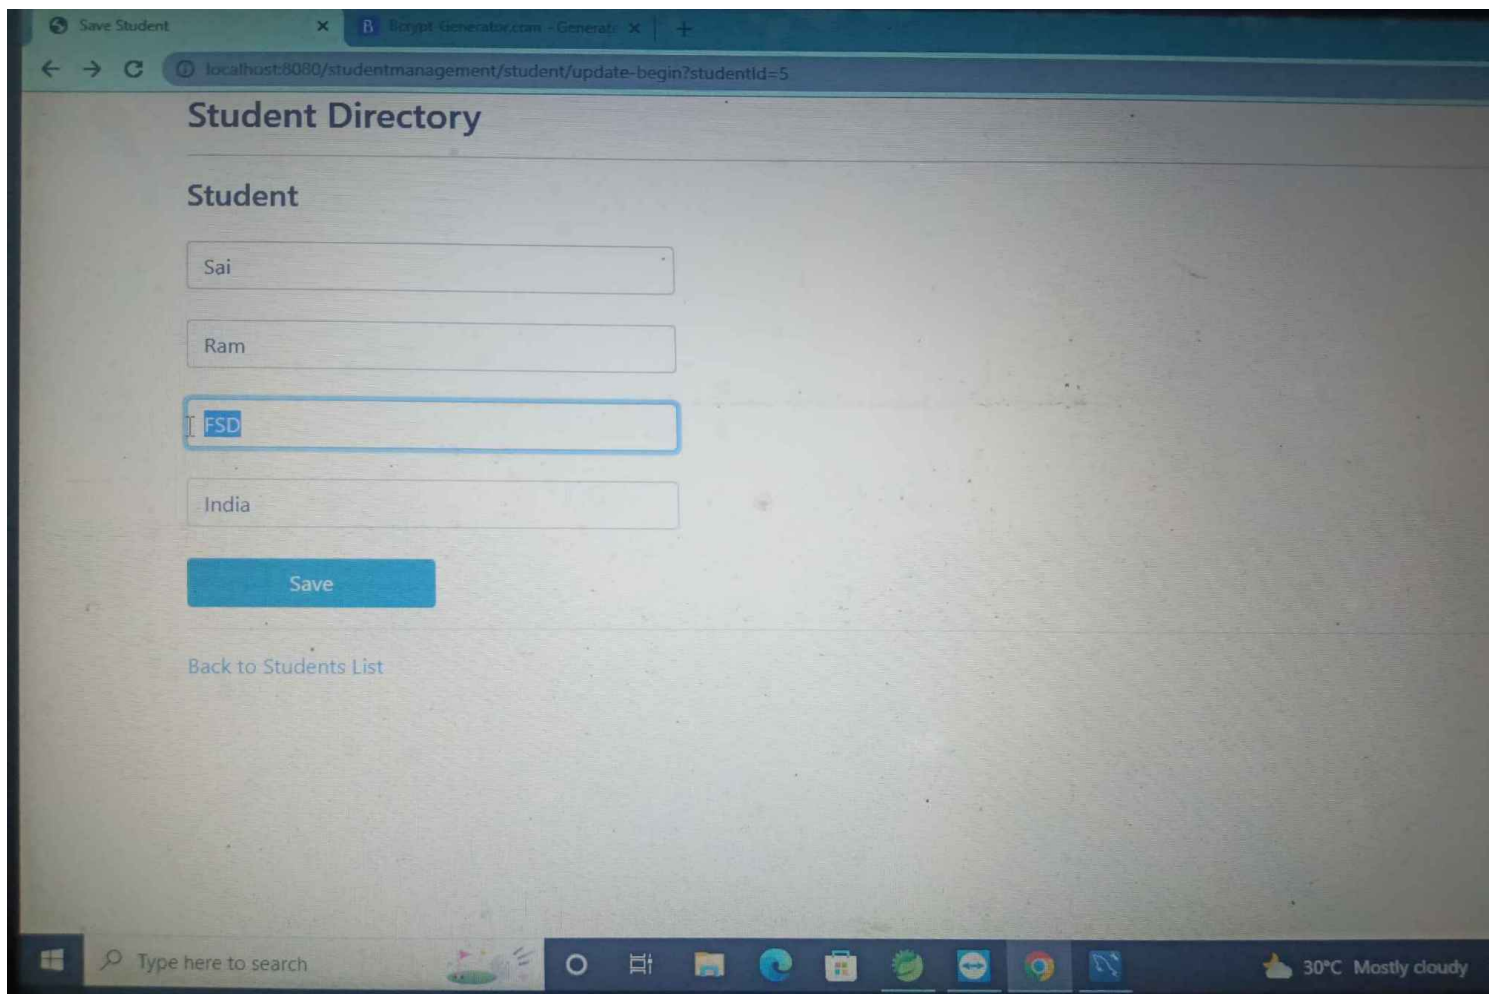 Save Student
Bcrypt-Generator.com - Generat
localhost:8080/studentmanagement/student/update-begin?studentId=5
Student Directory
Student
Sai
Ram
FSD
India
Save
Back to Students List
Type here to search
30°C Mostly cloudy